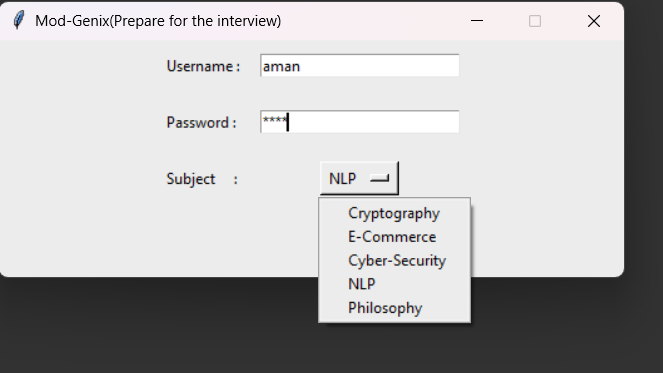 Mod-Genix(Prepare for the interview)
Username : aman
Password : ****
Subject : NLP
Cryptography
E-Commerce
Cyber-Security
NLP
Philosophy